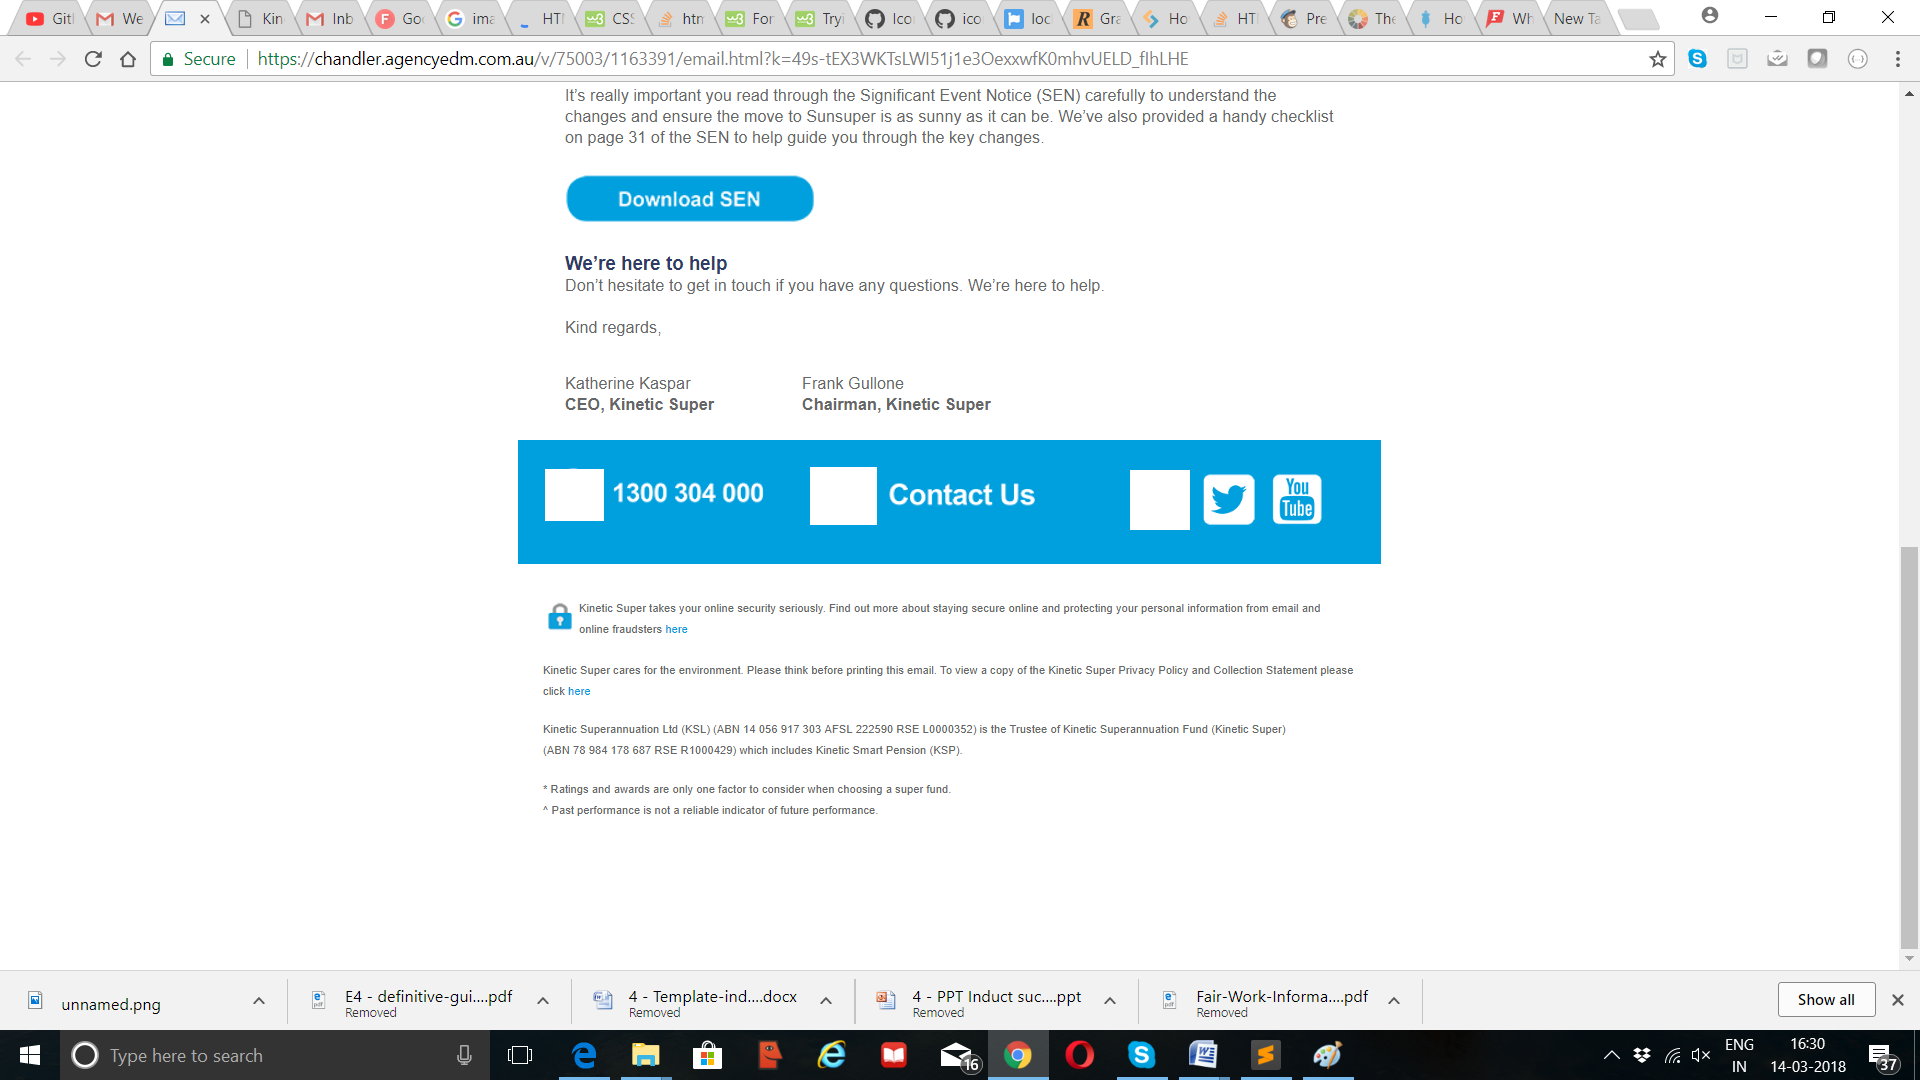 Git
We
Kin
Inb
Goo
ima
HTM
CSS
htm
For
Tryi
Ico
ico
loc
Gra
Ho
HTI
Pre
The
Ho
Wh
New Ta
Secure https://chandler.agencyedm.com.au/v/75003/1163391/email.html?k=49s-tEX3WKTsLWI51j1e3OexxwfK0mhvUELD_fIhLHE
It’s really important you read through the Significant Event Notice (SEN) carefully to understand the
changes and ensure the move to Sunsuper is as sunny as it can be. We’ve also provided a handy checklist
on page 31 of the SEN to help guide you through the key changes.
Download SEN
We’re here to help
Don’t hesitate to get in touch if you have any questions. We’re here to help.
Kind regards,
Katherine Kaspar Frank Gullone
CEO, Kinetic Super Chairman, Kinetic Super
1300 304 000 Contact Us You Tube
Kinetic Super takes your online security seriously. Find out more about staying secure online and protecting your personal information from email and
online fraudsters here
Kinetic Super cares for the environment. Please think before printing this email. To view a copy of the Kinetic Super Privacy Policy and Collection Statement please
click here
Kinetic Superannuation Ltd (KSL) (ABN 14 056 917 303 AFSL 222590 RSE L0000352) is the Trustee of Kinetic Superannuation Fund (Kinetic Super)
(ABN 78 984 178 687 RSE R1000429) which includes Kinetic Smart Pension (KSP).
* Ratings and awards are only one factor to consider when choosing a super fund.
^ Past performance is not a reliable indicator of future performance.
unnamed.png
E4 - definitive-gui....pdf
Removed
4 - Template-ind....docx
Removed
4 - PPT Induct suc....ppt
Removed
Fair-Work-Informa....pdf
Removed
Show all
Type here to search
16
ENG
IN
16:30
14-03-2018
37